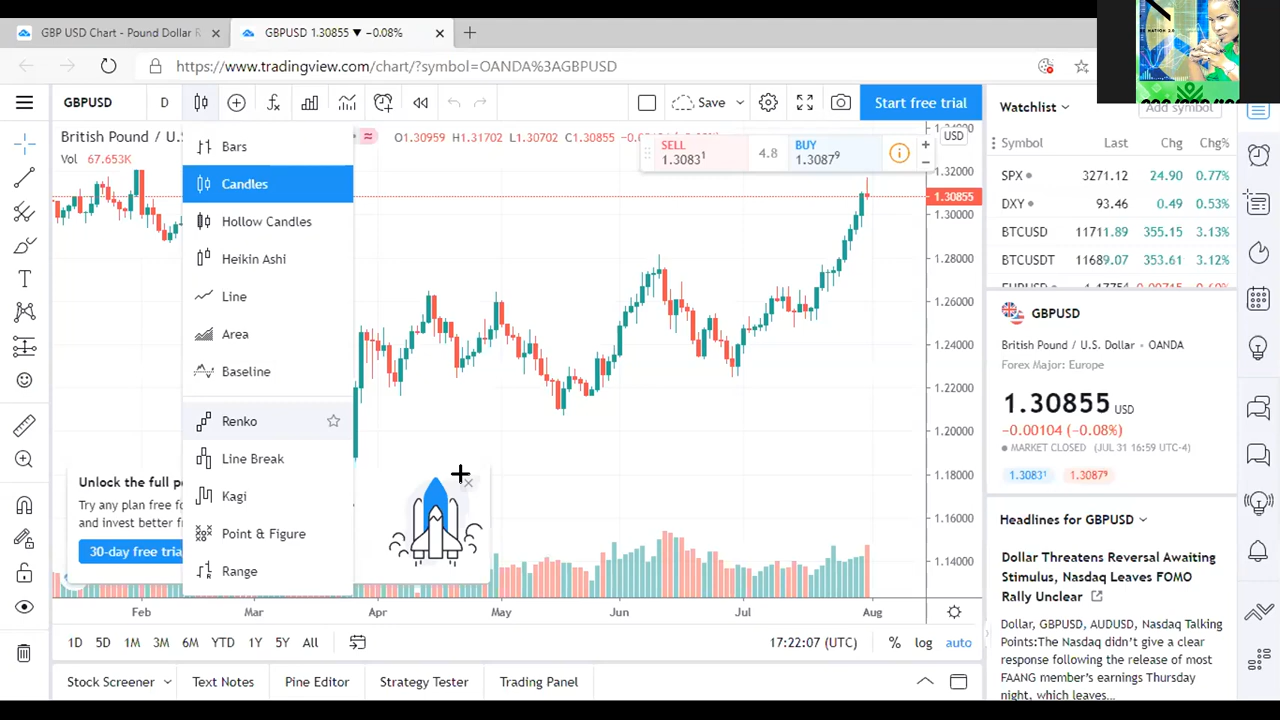 GBP USD Chart - Pound Dollar R
GBPUSD 1.30855 ▼ −0.08%
https://www.tradingview.com/chart/?symbol=OANDA%3AGBPUSD
GBPUSD
D
Save
Start free trial
Watchlist
Add symbol
British Pound / U.S
O1.30959 H1.31702 L1.30702 C1.30855
Vol 67.653K
SELL
1.3083¹
4.8
BUY
1.3087⁹
USD
Bars
Candles
Hollow Candles
Heikin Ashi
Line
Area
Baseline
Renko
Line Break
Kagi
Point & Figure
Range
1.32000
1.30855
1.30000
1.28000
1.26000
1.24000
1.22000
1.20000
1.18000
1.16000
1.14000
Symbol Last Chg Chg%
SPX 3271.12 24.90 0.77%
DXY 93.46 0.49 0.53%
BTCUSD 11711.89 355.15 3.13%
BTCUSDT 11689.07 353.61 3.12%
GBPUSD
British Pound / U.S. Dollar • OANDA
Forex Major: Europe
1.30855 USD
−0.00104 (−0.08%)
MARKET CLOSED (JUL 31 16:59 UTC-4)
1.3083¹ 1.3087⁹
Headlines for GBPUSD
Dollar Threatens Reversal Awaiting
Stimulus, Nasdaq Leaves FOMO
Rally Unclear
Dollar, GBPUSD, AUDUSD, Nasdaq Talking
Points:The Nasdaq didn't give a clear
response following the release of most
FAANG member's earnings Thursday
night, which leaves...
Unlock the full p
Try any plan free fo
and invest better fr
30-day free tria
Feb Mar Apr May Jun Jul Aug
1D 5D 1M 3M 6M YTD 1Y 5Y All
17:22:07 (UTC) % log auto
Stock Screener Text Notes Pine Editor Strategy Tester Trading Panel